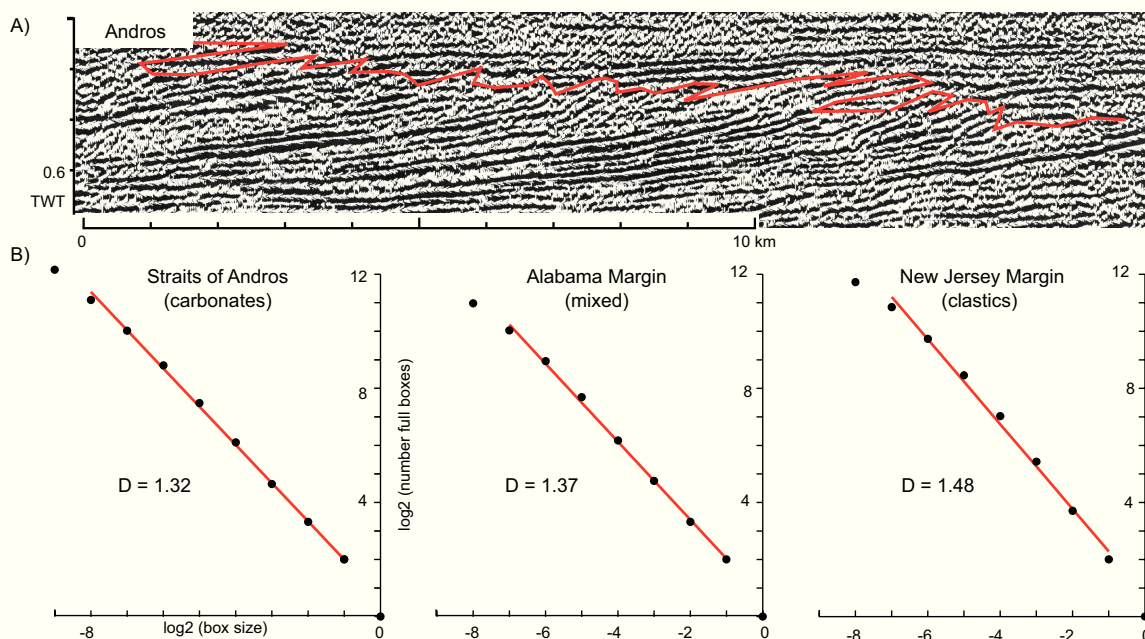 A)
Andros
0.6
TWT
0
10 km
B)
Straits of Andros
(carbonates)
12
8
4
D = 1.32
-8
log2 (box size)
0
log2 (number full boxes)
Alabama Margin
(mixed)
12
8
4
D = 1.37
-8
-6
-4
-2
0
New Jersey Margin
(clastics)
12
8
4
D = 1.48
-8
-6
-4
-2
0